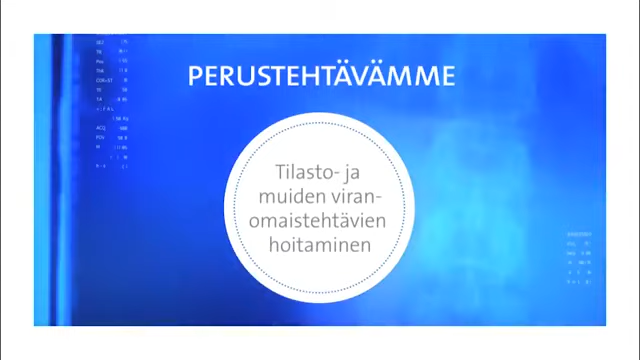 PERUSTEHTÄVÄMME
Tilasto- ja
muiden viran-
omaistehtävien
hoitaminen